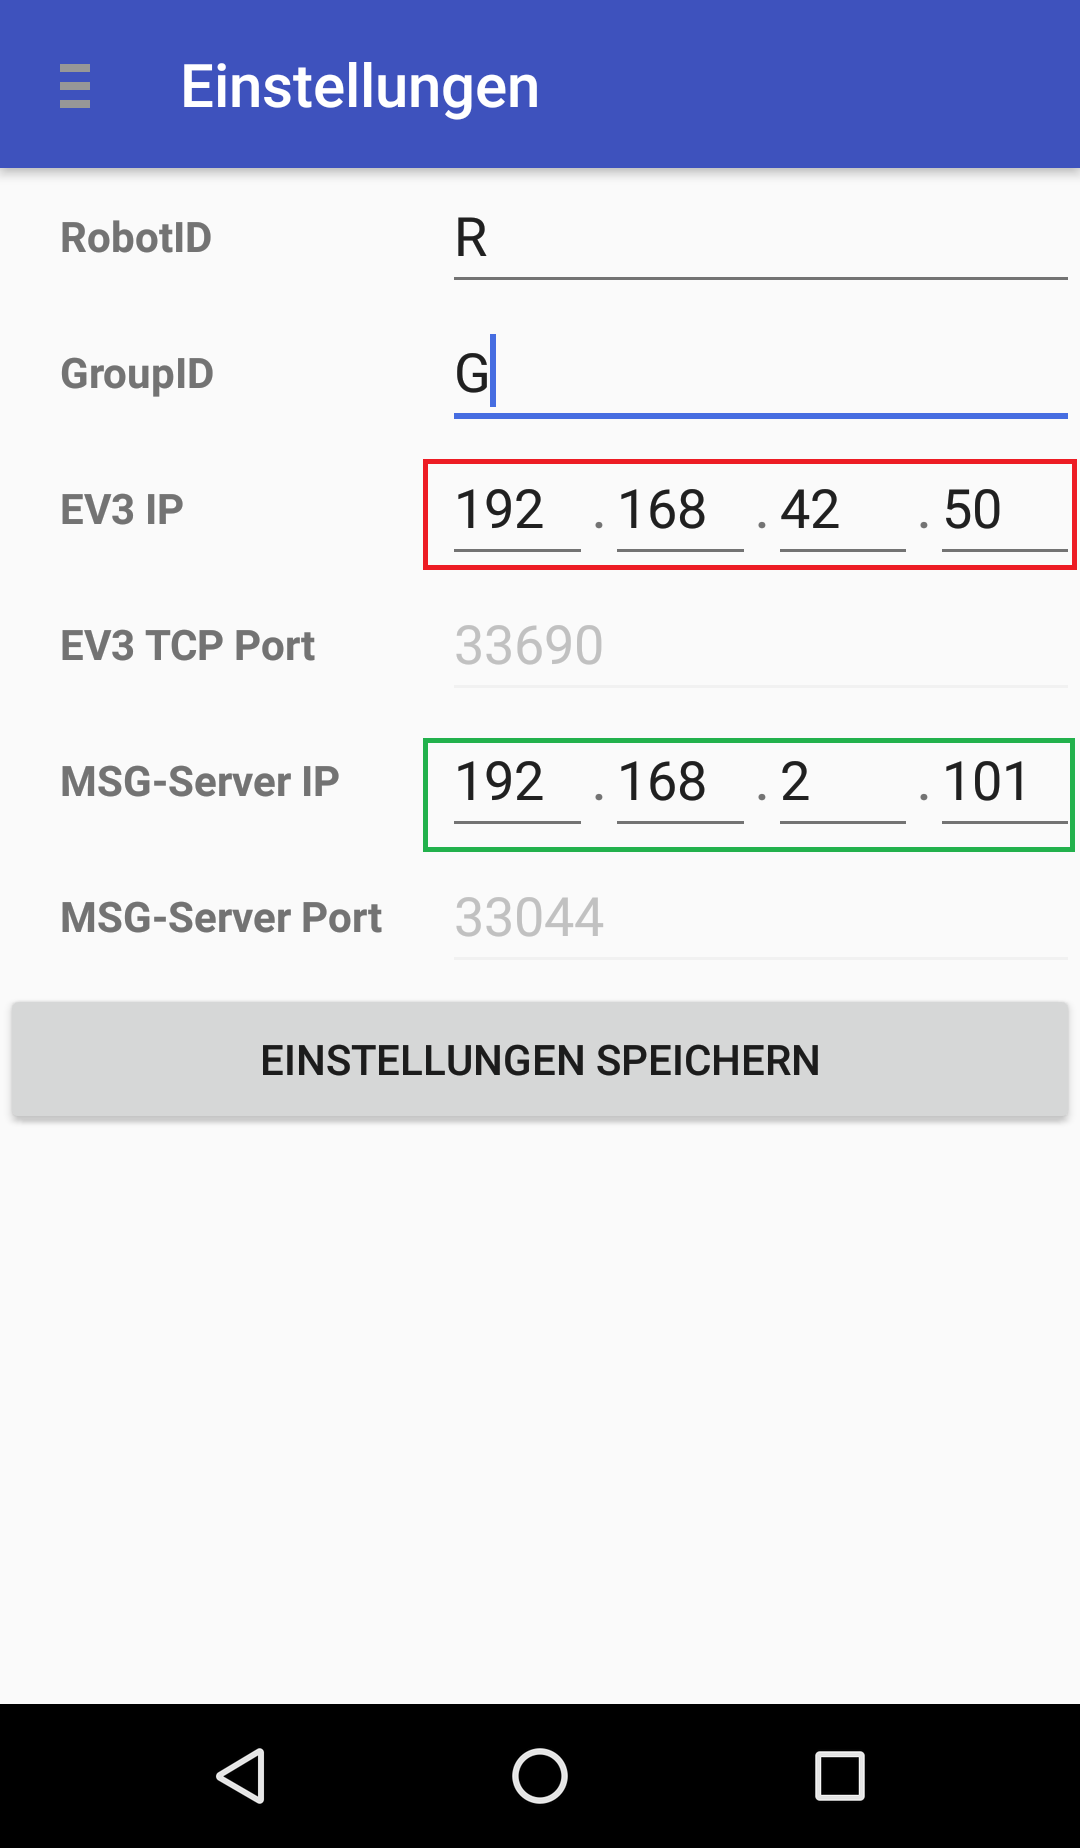 Einstellungen
RobotID R
GroupID G
EV3 IP 192 . 168 . 42 . 50
EV3 TCP Port 33690
MSG-Server IP 192 . 168 . 2 . 101
MSG-Server Port 33044
EINSTELLUNGEN SPEICHERN